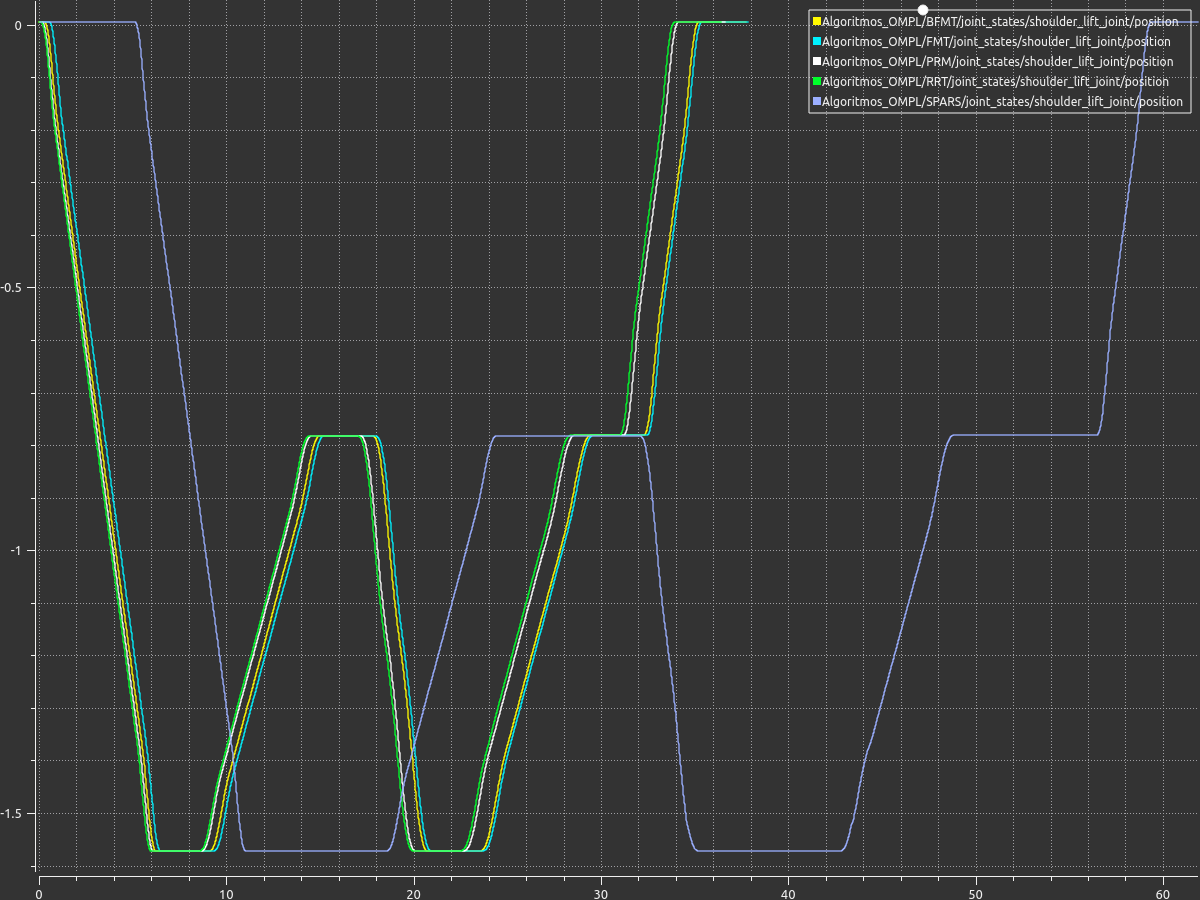 Algoritmos_OMPL/BFMT/joint_states/shoulder_lift_joint/position
Algoritmos_OMPL/FMT/joint_states/shoulder_lift_joint/position
Algoritmos_OMPL/PRM/joint_states/shoulder_lift_joint/position
Algoritmos_OMPL/RRT/joint_states/shoulder_lift_joint/position
Algoritmos_OMPL/SPARS/joint_states/shoulder_lift_joint/position
0
-0.5
-1
-1.5
0 10 20 30 40 50 60